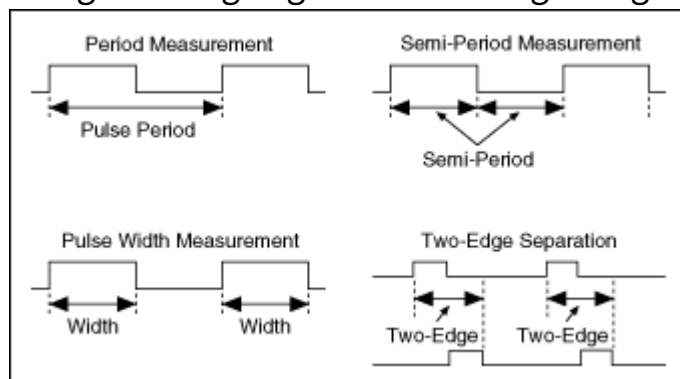 Period Measurement
Pulse Period
Semi-Period Measurement
Semi-Period
Pulse Width Measurement
Width Width
Two-Edge Separation
Two-Edge Two-Edge